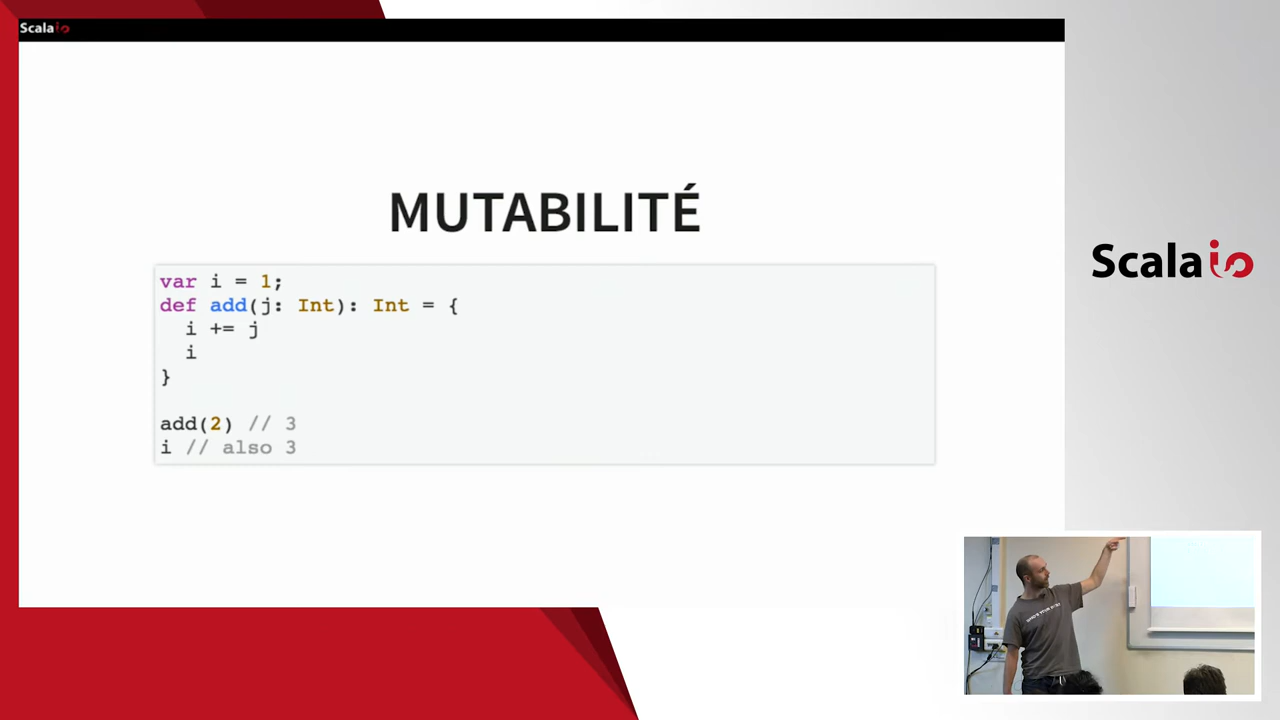 Scalaio
MUTABILITÉ
var i = 1;
def add(j: Int): Int = {
  i += j
  i
}
add(2) // 3
i // also 3
Scalaio